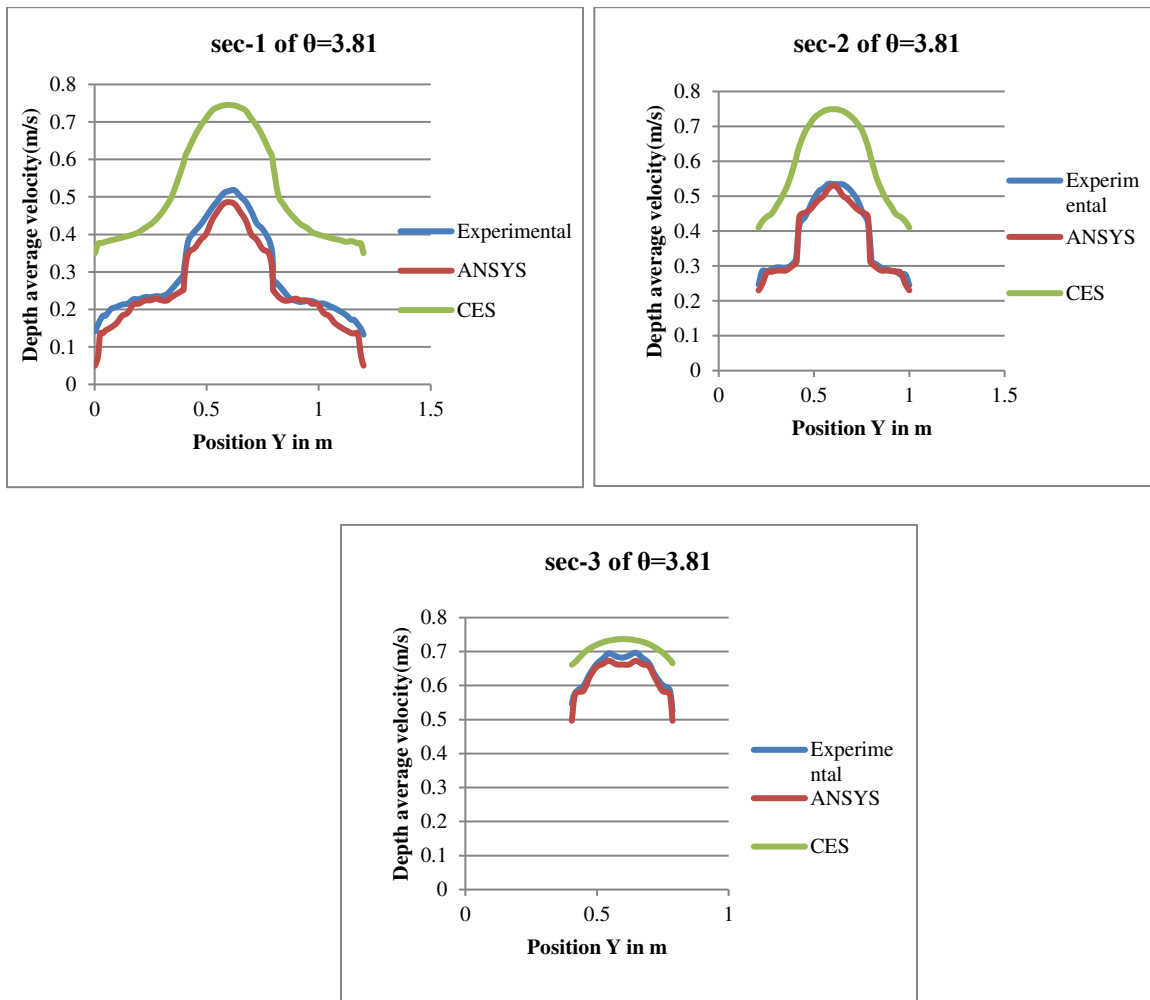 sec-1 of θ=3.81
Depth average velocity(m/s)
0.8
0.7
0.6
0.5
0.4
0.3
0.2
0.1
0
0
0.5
1
1.5
Position Y in m
Experimental
ANSYS
CES
sec-2 of θ=3.81
Depth average velocity(m/s)
0.8
0.7
0.6
0.5
0.4
0.3
0.2
0.1
0
0
0.5
1
1.5
Position Y in m
Experim
ental
ANSYS
CES
sec-3 of θ=3.81
Depth average velocity(m/s)
0.8
0.7
0.6
0.5
0.4
0.3
0.2
0.1
0
0
0.5
1
Position Y in m
Experime
ntal
ANSYS
CES